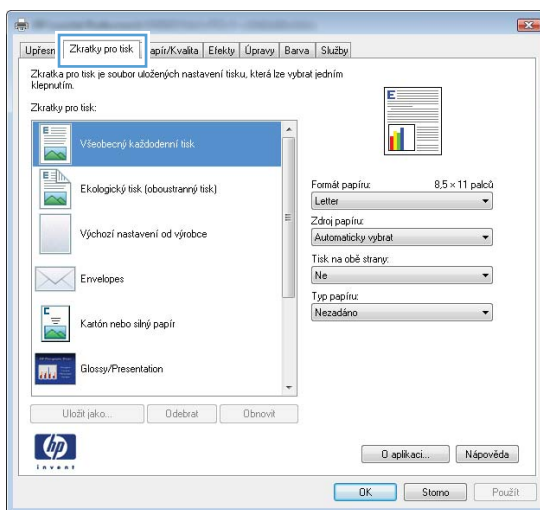 Upřesn
Zkratky pro tisk
apír/Kvalita
Efekty
Úpravy
Barva
Služby
Zkratka pro tisk je soubor uložených nastavení tisku, která lze vybrat jedním
klepnutím.
Zkratky pro tisk:
Všeobecný každodenní tisk
Ekologický tisk (oboustranný tisk)
Výchozí nastavení od výrobce
Envelopes
Kartón nebo silný papír
Glossy/Presentation
Uložit jako...
Odebrat
Obnovit
E
Formát papíru:
8,5 × 11 palců
Letter
Zdroj papíru:
Automaticky vybrat
Tisk na obě strany:
Ne
Typ papíru:
Nezadáno
hp
invent
O aplikaci...
Nápověda
OK
Storno
Použít